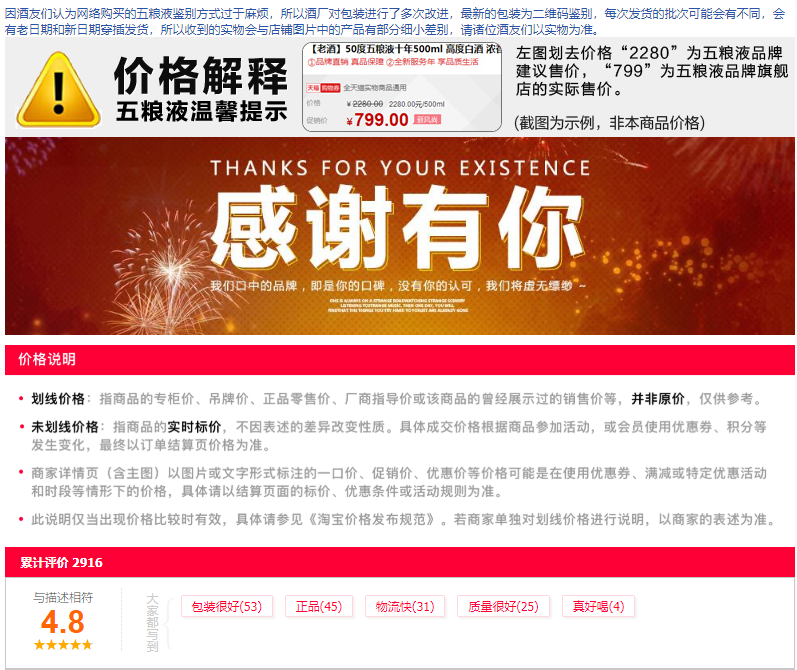 因酒友们认为网络购买的五粮液鉴别方式过于麻烦，所以酒厂对包装进行了多次改进，最新的包装为二维码鉴别，每次发货的批次可能会有不同，会
有老日期和新日期穿插发货，所以收到的实物会与店铺图片中的产品有部分细小差别，请诸位酒友们以实物为准。
价格解释
五粮液温馨提示
【老酒】50度五粮液十年500ml 高度白酒 浓香
①品牌直销 真品保障 ②全新服务年 享品质生活
天猫 购物券 全天猫实物商品通用
价格 ¥2280.00 2280.00元/500ml
促销价 ¥799.00 新风尚
左图划去价格“2280”为五粮液品牌
建议售价，“799”为五粮液品牌旗舰
店的实际售价。
(截图为示例，非本商品价格)
THANKS FOR YOUR EXISTENCE
感谢有你
我们口中的品牌，即是你的口碑，没有你的认可，我们将虚无缥缈 ~
价格说明
• 划线价格：指商品的专柜价、吊牌价、正品零售价、厂商指导价或该商品的曾经展示过的销售价等，并非原价，仅供参考。
• 未划线价格：指商品的实时标价，不因表述的差异改变性质。具体成交价格根据商品参加活动，或会员使用优惠券、积分等
发生变化，最终以订单结算页价格为准。
• 商家详情页（含主图）以图片或文字形式标注的一口价、促销价、优惠价等价格可能是在使用优惠券、满减或特定优惠活动
和时段等情形下的价格，具体请以结算页面的标价、优惠条件或活动规则为准。
• 此说明仅当出现价格比较时有效，具体请参见《淘宝价格发布规范》。若商家单独对划线价格进行说明，以商家的表述为准。
累计评价 2916
与描述相符
4.8
大家都写到
包装很好(53) 正品(45) 物流快(31) 质量很好(25) 真好喝(4)